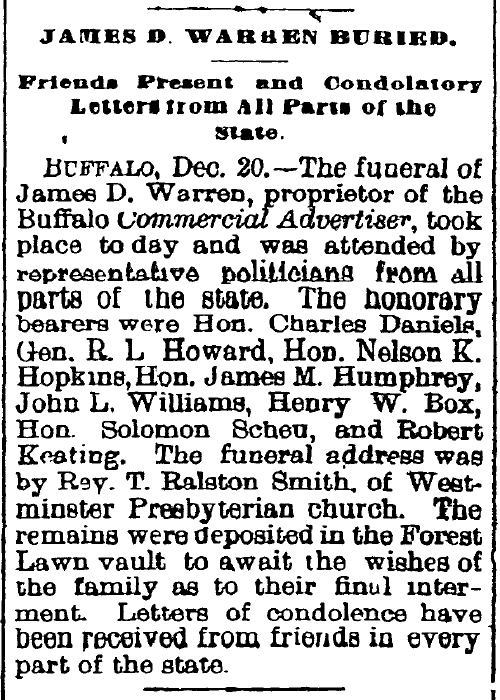 JAMES D. WARREN BURIED.
Friends Present and Condolatory
Letters from All Parts of the
State.
BUFFALO, Dec. 20.—The funeral of
James D. Warren, proprietor of the
Buffalo Commercial Advertiser, took
place to day and was attended by
representative politicians from all
parts of the state. The honorary
bearers were Hon. Charles Daniels,
Gen. R. L Howard, Hon. Nelson K.
Hopkins, Hon. James M. Humphrey,
John L. Williams, Henry W. Box,
Hon. Solomon Scheu, and Robert
Keating. The funeral address was
by Rev. T. Ralston Smith, of West-
minster Presbyterian church. The
remains were deposited in the Forest
Lawn vault to await the wishes of
the family as to their final inter-
ment. Letters of condolence have
been received from friends in every
part of the state.